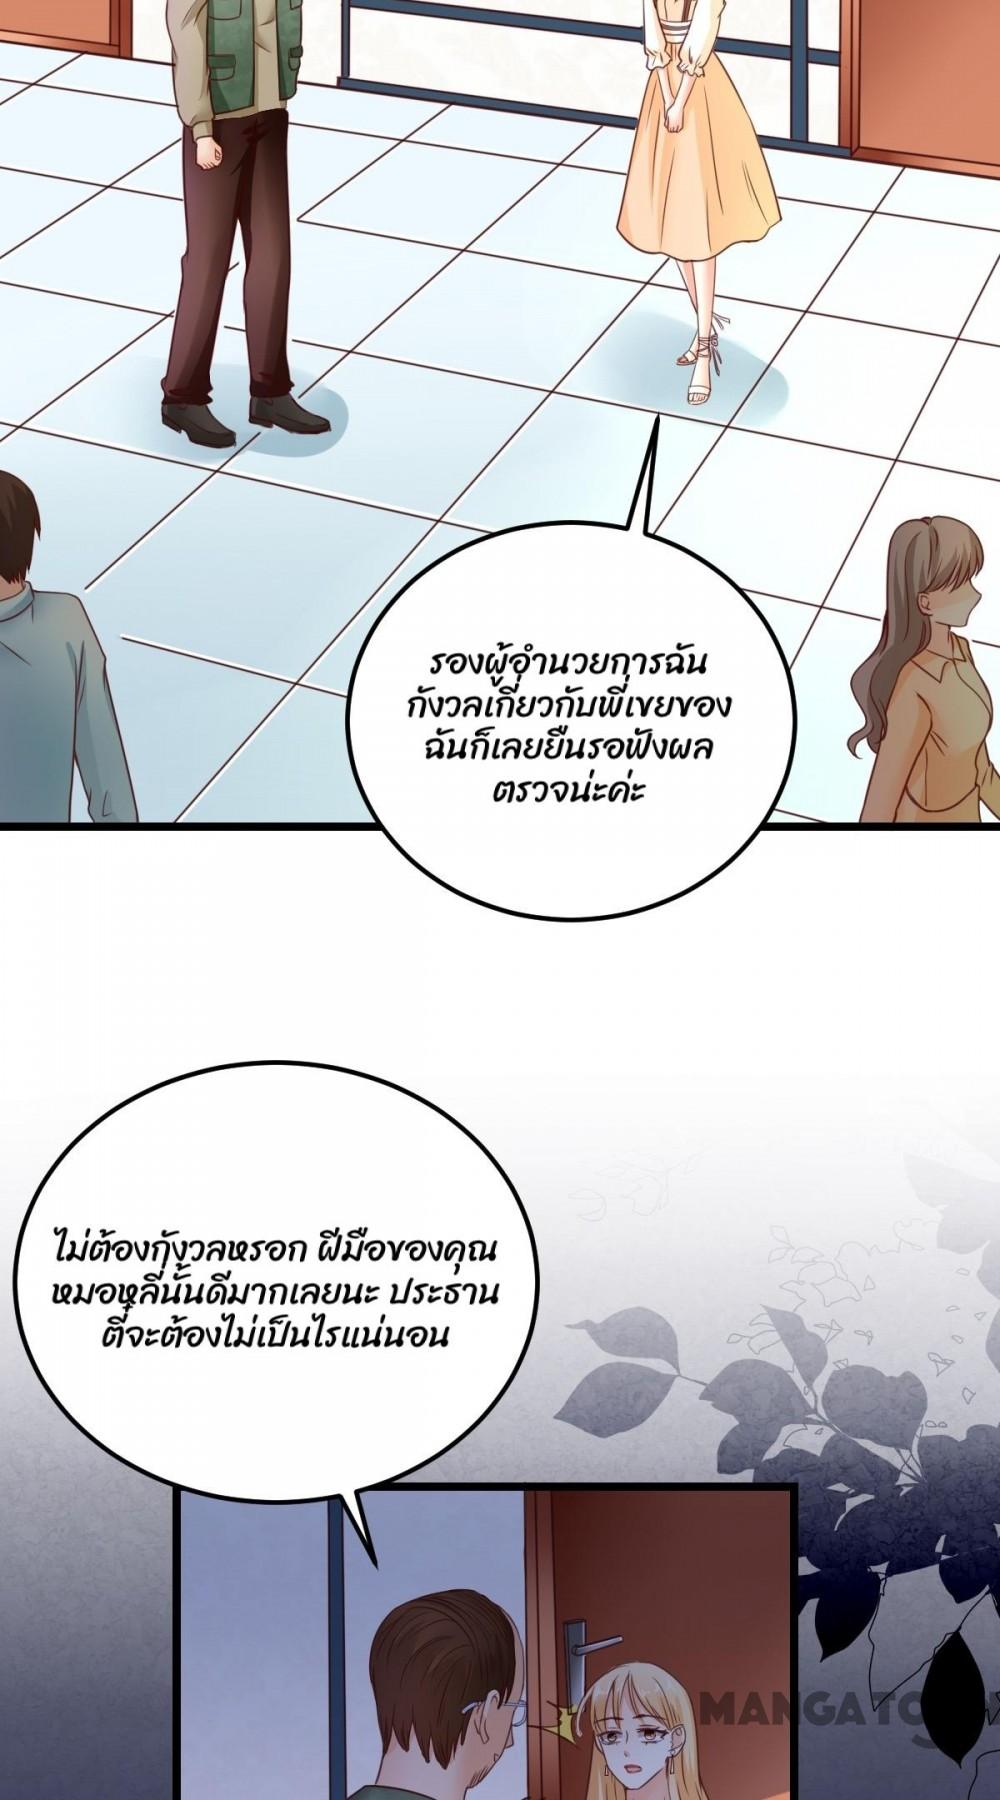 รองผู้อำนวยการฉัน
กังวลเกี่ยวกับพี่เขยของ
ฉันก็เลยยืนรอฟังผล
ตรวจน่ะค่ะ
ไม่ต้องกังวลหรอก ฝีมือของคุณ
หมอหลี่นั้นดีมากเลยนะ ประธาน
ตี๋จะต้องไม่เป็นไรแน่นอน